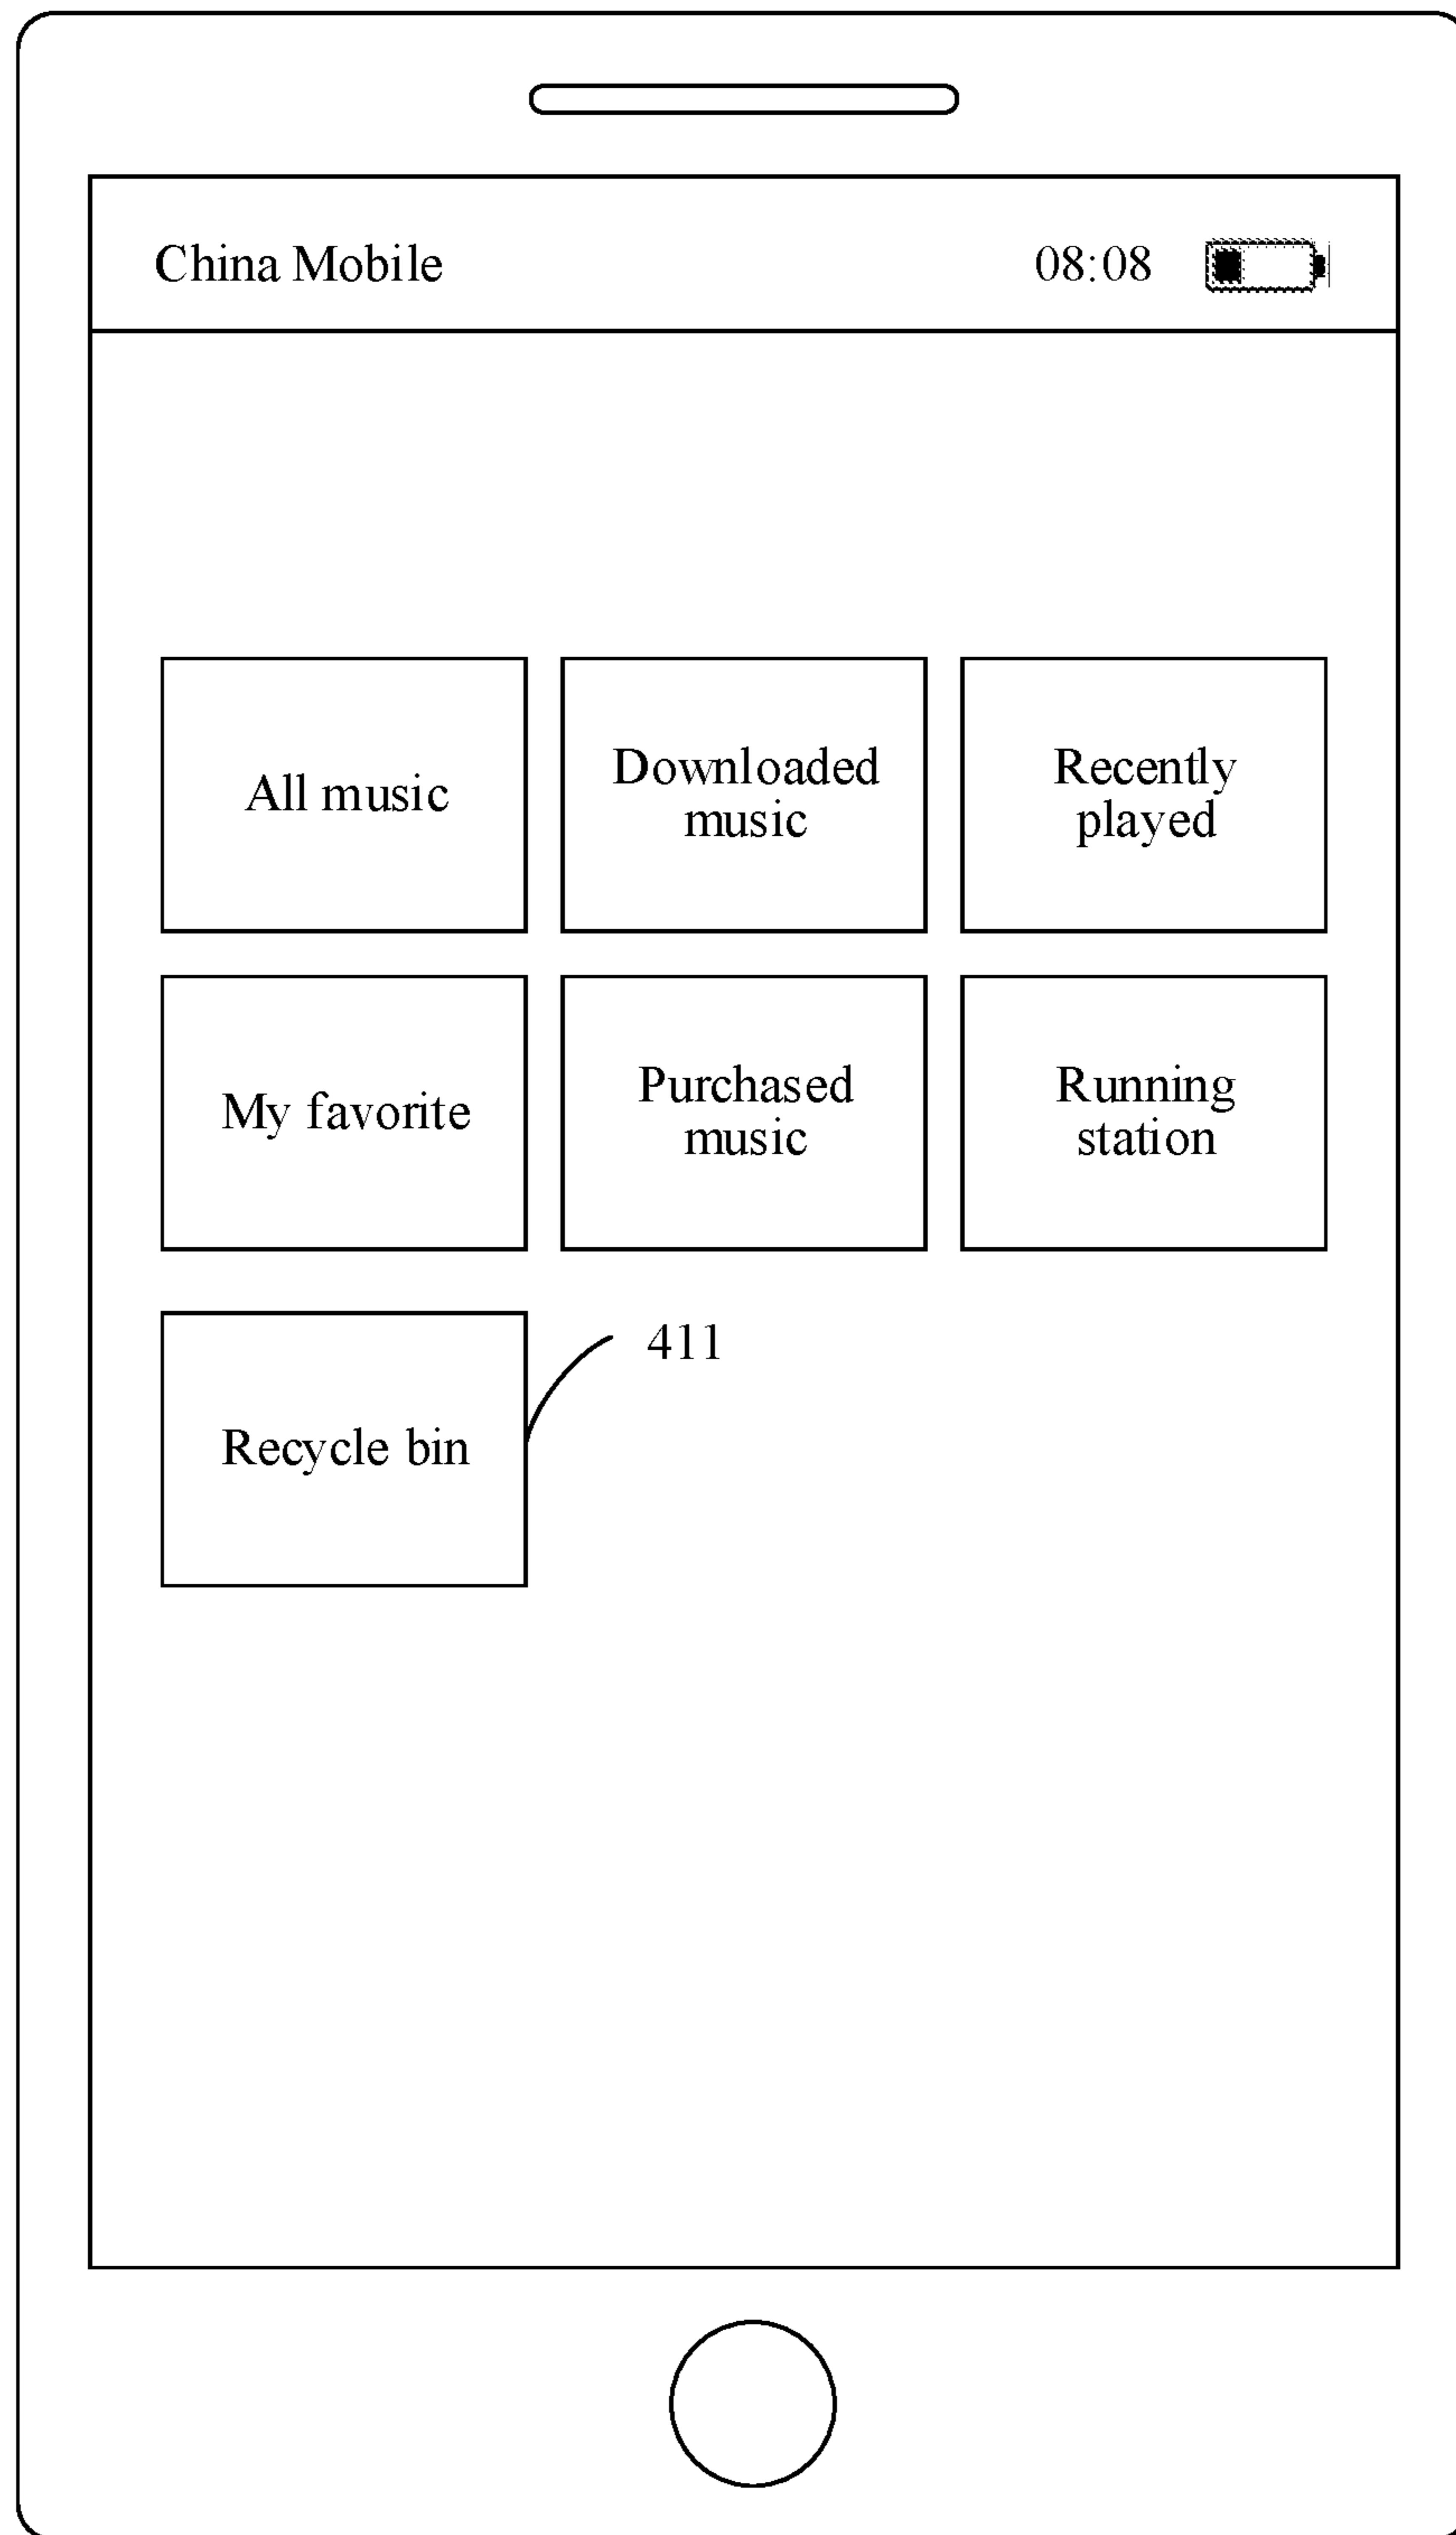 China Mobile 08:08
All music
Downloaded
music
Recently
played
My favorite
Purchased
music
Running
station
411
Recycle bin